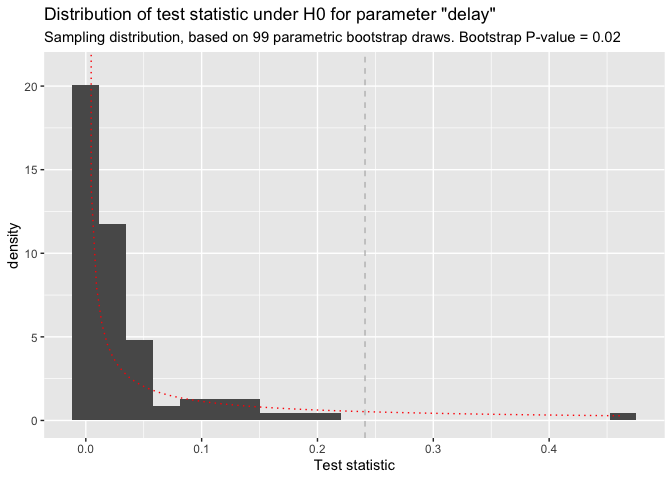 Distribution of test statistic under H0 for parameter "delay"
Sampling distribution, based on 99 parametric bootstrap draws. Bootstrap P-value = 0.02
20
15
10
5
0
density
0.0 0.1 0.2 0.3 0.4
Test statistic